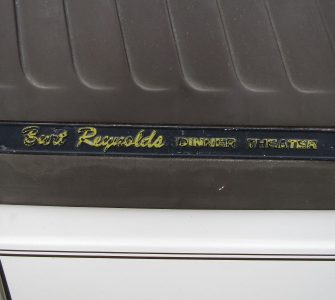 Burt Reynolds DINNER THEATER